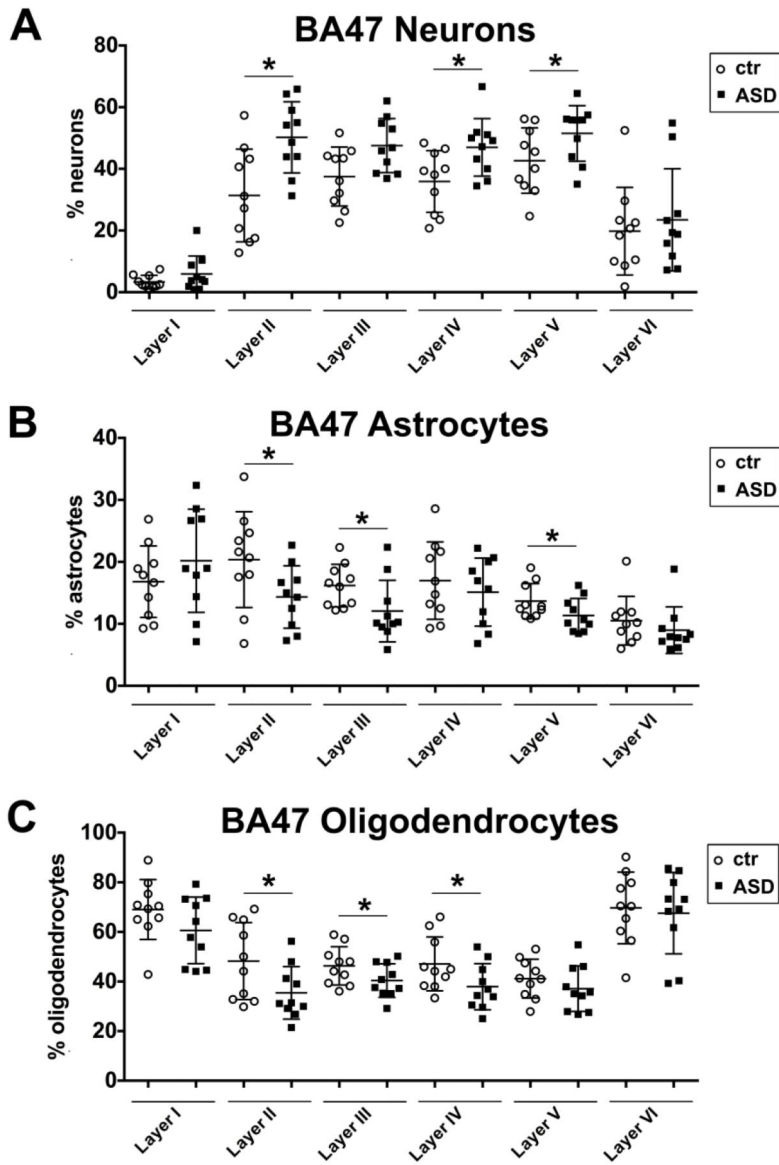 A
BA47 Neurons
80
60
40
20
0
% neurons
*
*
*
ctr
ASD
Layer I
Layer II
Layer III
Layer IV
Layer V
Layer VI
B
BA47 Astrocytes
40
30
20
10
0
% astrocytes
*
*
*
ctr
ASD
Layer I
Layer II
Layer III
Layer IV
Layer V
Layer VI
C
BA47 Oligodendrocytes
100
80
60
40
20
0
% oligodendrocytes
*
*
*
ctr
ASD
Layer I
Layer II
Layer III
Layer IV
Layer V
Layer VI